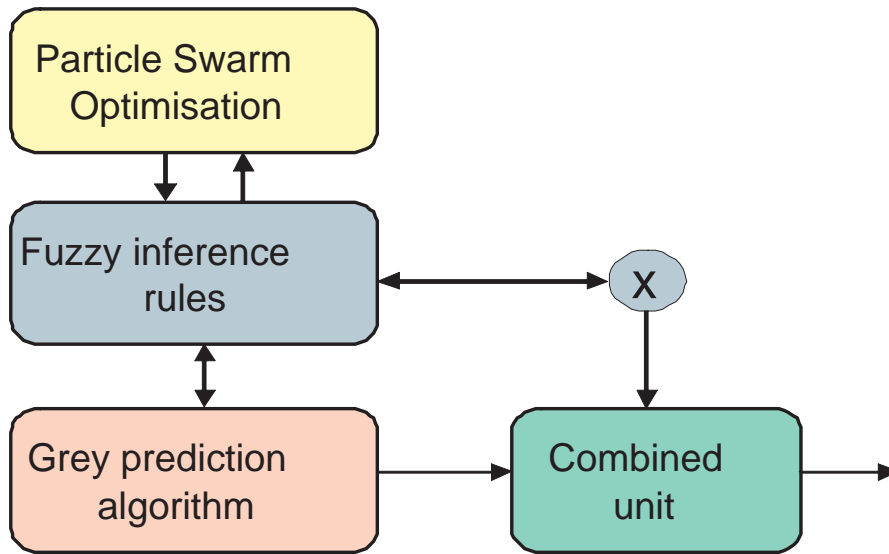 Particle Swarm
Optimisation
Fuzzy inference
rules
x
Grey prediction
algorithm
Combined
unit